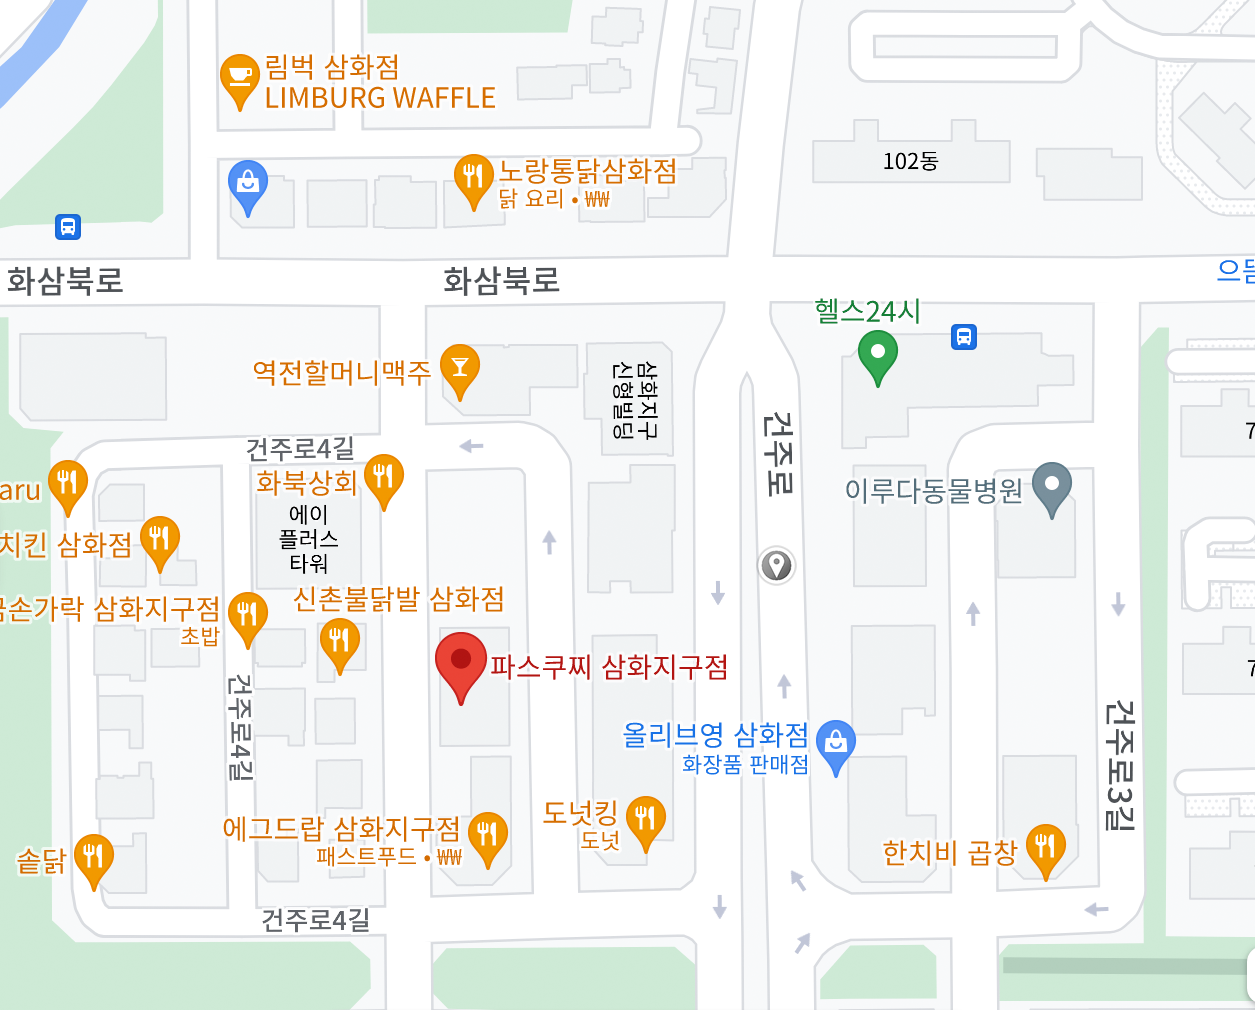 림벅 삼화점
LIMBURG WAFFLE
102동
노랑통닭삼화점
닭 요리 • ₩₩
화삼북로
화삼북로
헬스24시
역전할머니맥주
삼화지구
신형빌딩
건주로
건주로4길
화북상회
이루다동물병원
aru
에이
플러스
타워
치킨 삼화점
신촌불닭발 삼화점
손가락 삼화지구점
초밥
파스쿠찌 삼화지구점
건주로4길
올리브영 삼화점
화장품 판매점
건주로3길
도넛킹
도넛
에그드랍 삼화지구점
패스트푸드 • ₩₩
한치비 곱창
솥닭
건주로4길